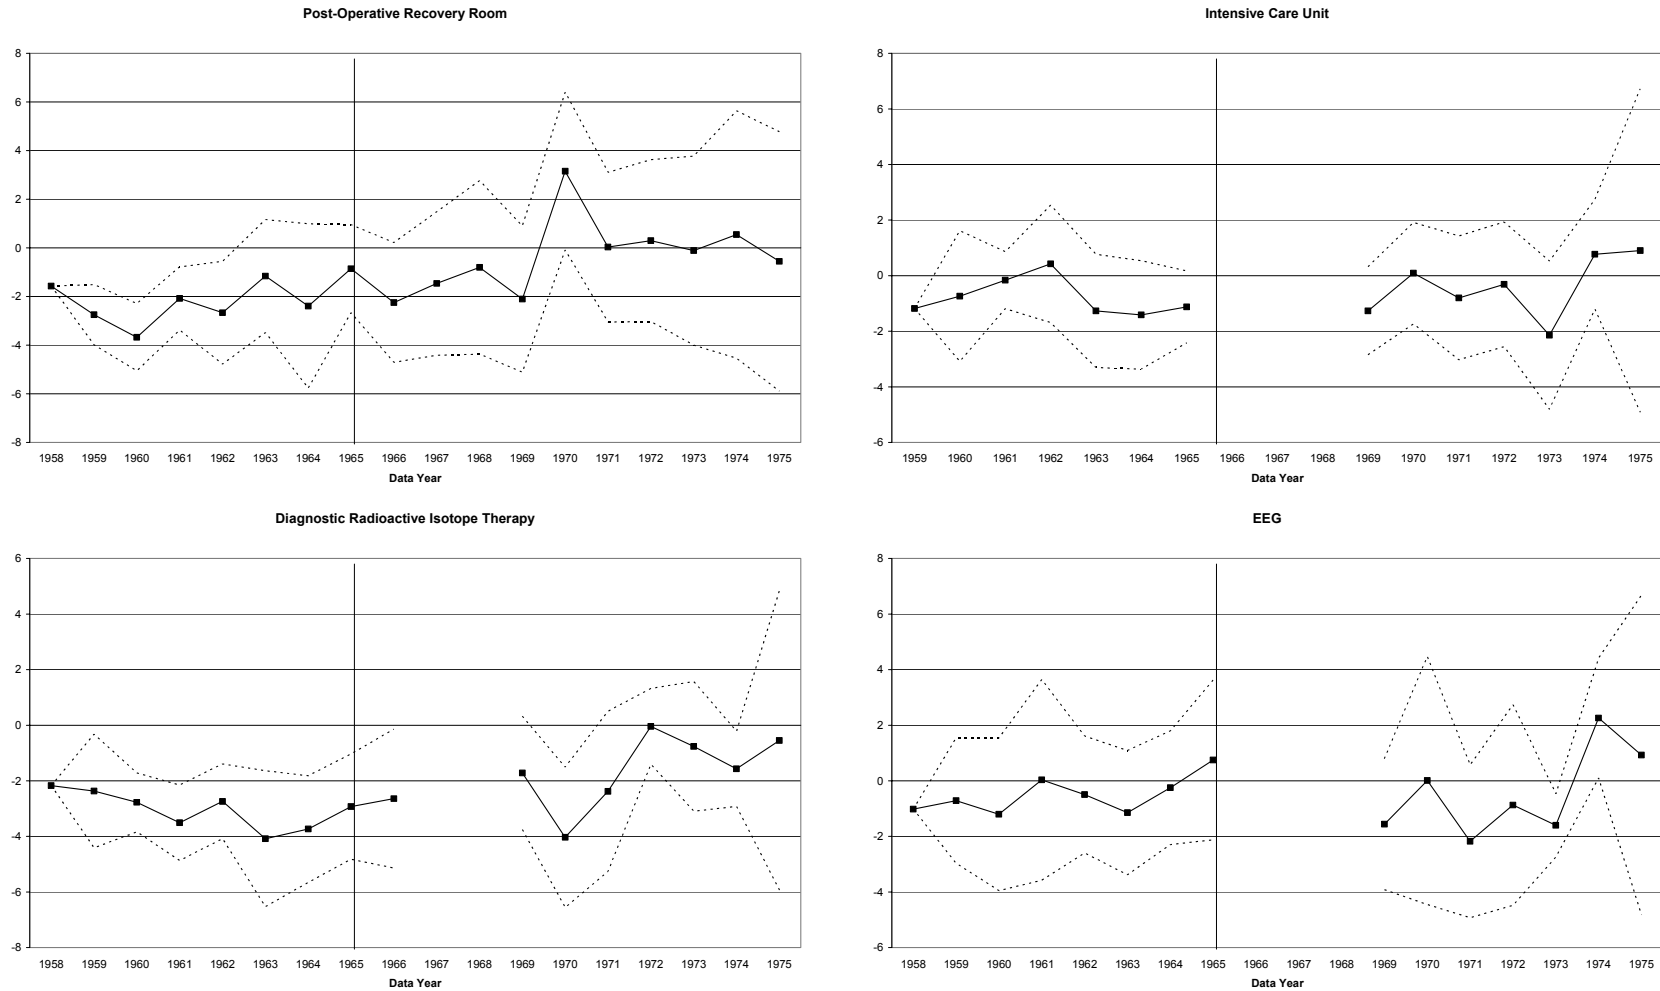 Post-Operative Recovery Room
8
6
4
2
0
-2
-4
-6
-8
1958 1959 1960 1961 1962 1963 1964 1965 1966 1967 1968 1969 1970 1971 1972 1973 1974 1975
Data Year
Intensive Care Unit
8
6
4
2
0
-2
-4
-6
1959 1960 1961 1962 1963 1964 1965 1966 1967 1968 1969 1970 1971 1972 1973 1974 1975
Data Year
Diagnostic Radioactive Isotope Therapy
6
4
2
0
-2
-4
-6
-8
1958 1959 1960 1961 1962 1963 1964 1965 1966 1967 1968 1969 1970 1971 1972 1973 1974 1975
Data Year
EEG
8
6
4
2
0
-2
-4
-6
1958 1959 1960 1961 1962 1963 1964 1965 1966 1967 1968 1969 1970 1971 1972 1973 1974 1975
Data Year